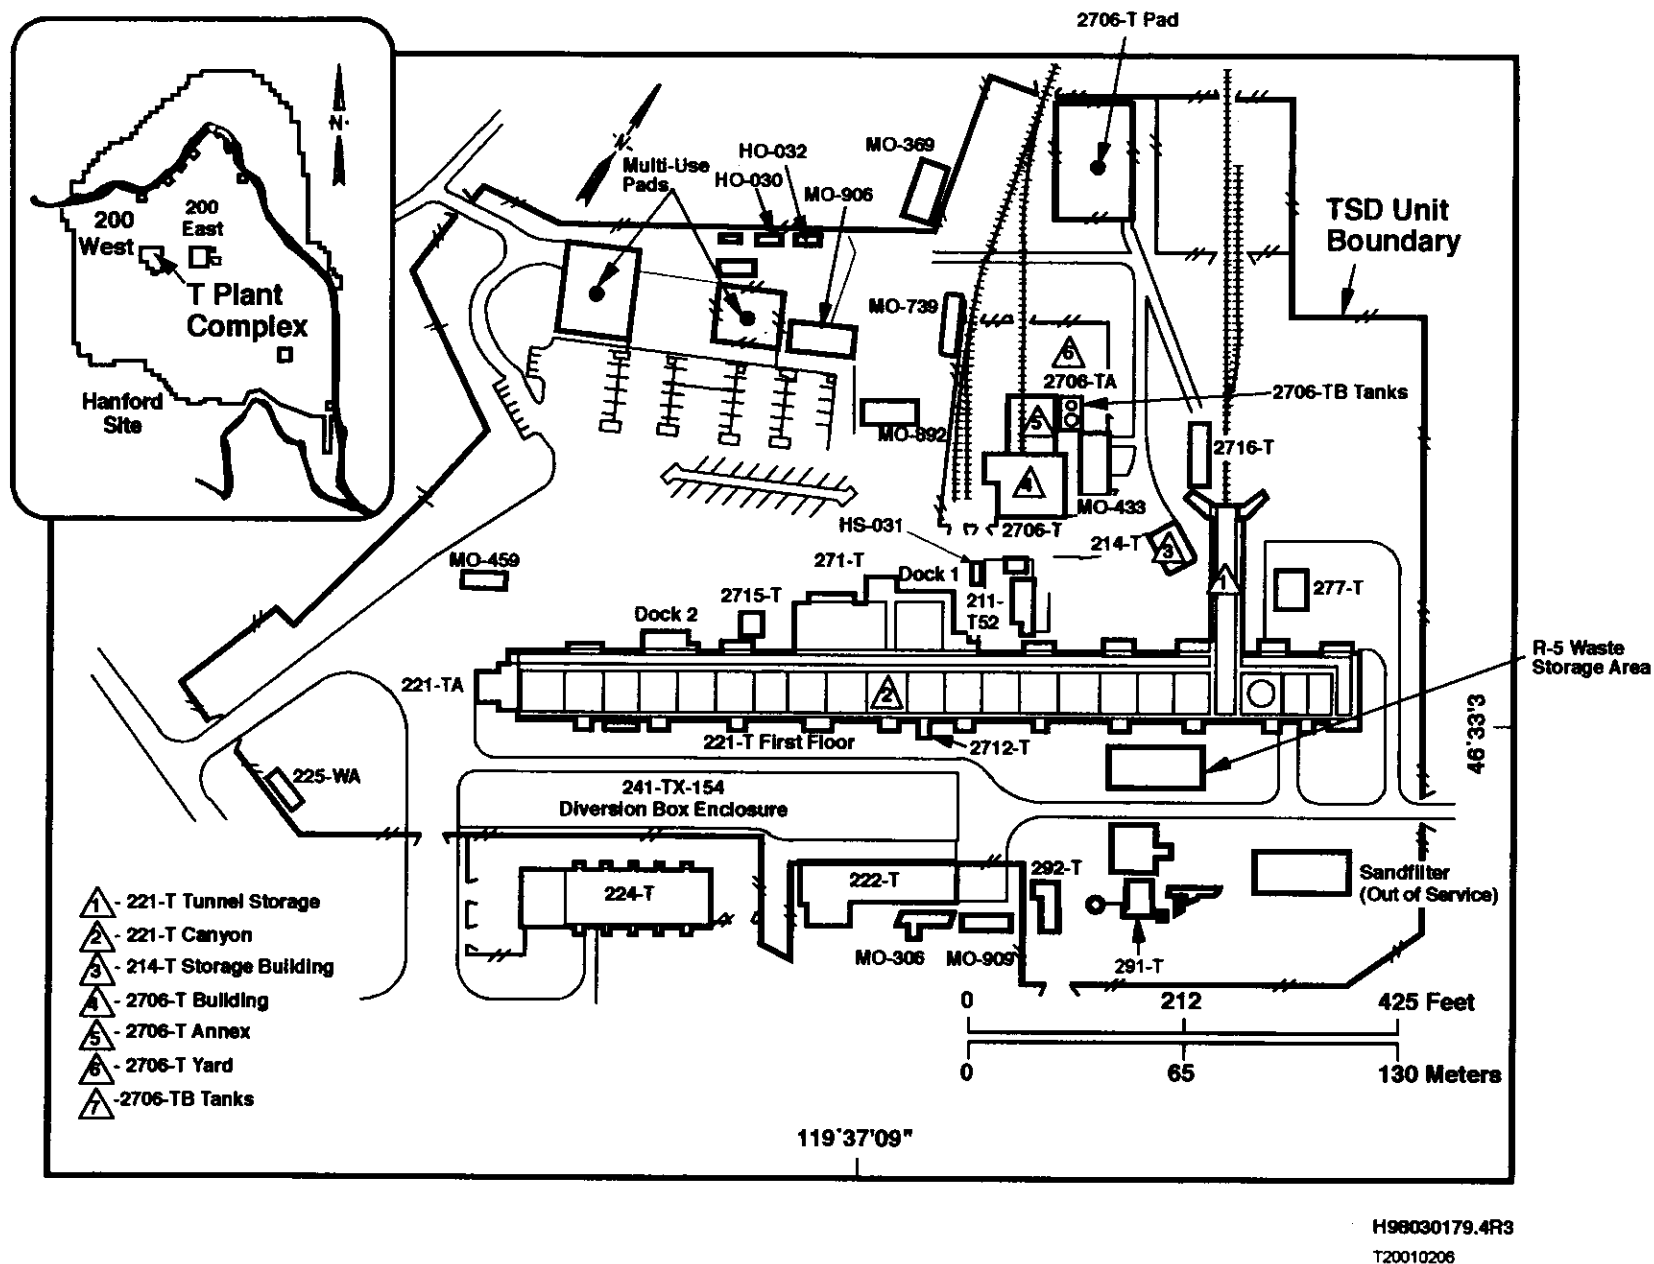 2706-T Pad
N
200
West
200
East
T Plant
Complex
Hanford
Site
N
Multi-Use
Pads
HO-032
HO-030
MO-906
MO-369
TSD Unit
Boundary
MO-739
6
2706-TA
2706-TB Tanks
5
MO-892
2716-T
4
MO-433
2706-T
HS-031
214-T
3
271-T
Dock 1
MO-459
2715-T
211-
T52
1
277-T
Dock 2
R-5 Waste
Storage Area
221-TA
2
221-T First Floor
2712-T
46°33'3
225-WA
241-TX-154
Diversion Box Enclosure
292-T
222-T
224-T
Sandfilter
(Out of Service)
MO-306
MO-909
291-T
1 - 221-T Tunnel Storage
2 - 221-T Canyon
3 - 214-T Storage Building
4 - 2706-T Building
5 - 2706-T Annex
6 - 2706-T Yard
7 -2706-TB Tanks
0 212 425 Feet
0 65 130 Meters
119°37'09"
H98030179.4R3
T20010206